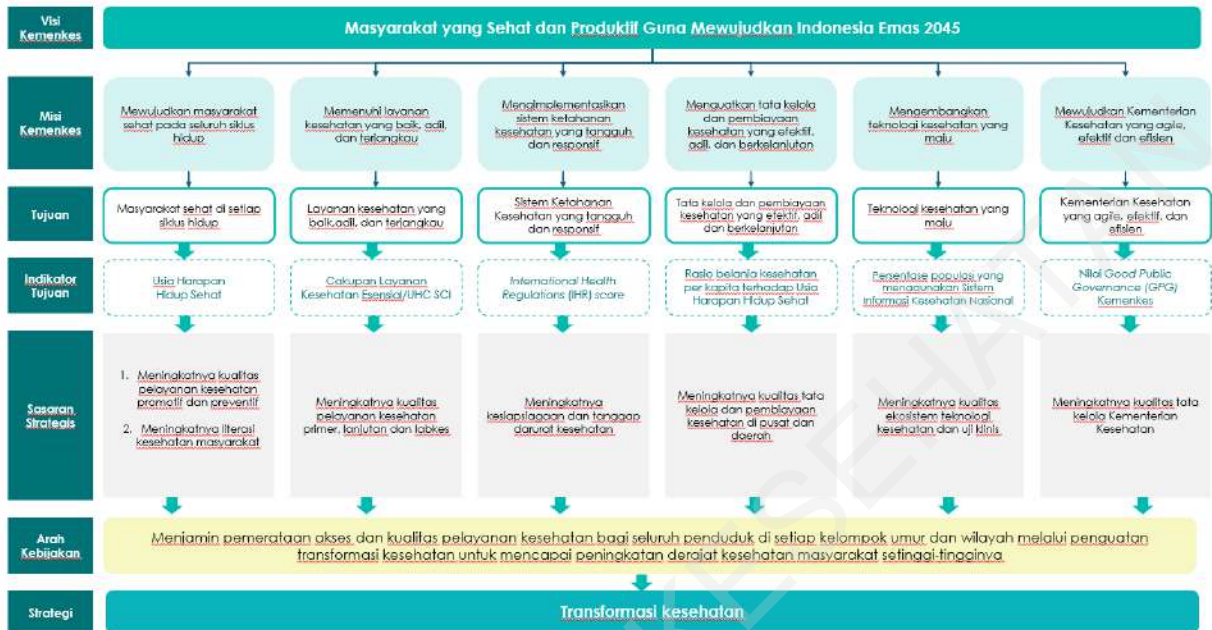 Visi
Kemenkes
Masyarakat yang Sehat dan Produktif Guna Mewujudkan Indonesia Emas 2045
Misi
Kemenkes
Mewujudkan masyarakat
sehat pada seluruh siklus
hidup
Memenuhi layanan
kesehatan yang baik, adil,
dan terjangkau
Mengimplementasikan
sistem ketahanan
kesehatan yang tangguh
dan responsif
Menguatkan tata kelola
dan pembiayaan
kesehatan yang efektif,
adil, dan berkelanjutan
Mengembangkan
teknologi kesehatan yang
maju
Mewujudkan Kementerian
Kesehatan yang agile,
efektif dan efisien
Tujuan
Masyarakat sehat di setiap
siklus hidup
Layanan kesehatan yang
baik,adil, dan terjangkau
Sistem Ketahanan
Kesehatan yang tangguh
dan responsif
Tata kelola dan pembiayaan
kesehatan yang efektif, adil
dan berkelanjutan
Teknologi kesehatan yang
maju
Kementerian Kesehatan
yang agile, efektif, dan
efisien
Indikator
Tujuan
Usia Harapan
Hidup Sehat
Cakupan Layanan
Kesehatan Esensial/UHC SCI
International Health
Regulations (IHR) score
Rasio belanja kesehatan
per kapita terhadap Usia
Harapan Hidup Sehat
Persentase populasi yang
menggunakan Sistem
Informasi Kesehatan Nasional
Nilai Good Public
Governance (GPG)
Kemenkes
Sasaran
Strategis
1. Meningkatnya kualitas
pelayanan kesehatan
promotif dan preventif
2. Meningkatnya literasi
kesehatan masyarakat
Meningkatnya kualitas
pelayanan kesehatan
primer, lanjutan dan labkes
Meningkatnya
kesiapsiagaan dan tanggap
darurat kesehatan
Meningkatnya kualitas tata
kelola dan pembiayaan
kesehatan di pusat dan
daerah
Meningkatnya kualitas
ekosistem teknologi
kesehatan dan uji klinis
Meningkatnya kualitas tata
kelola Kementerian
Kesehatan
Arah
Kebijakan
Menjamin pemerataan akses dan kualitas pelayanan kesehatan bagi seluruh penduduk di setiap kelompok umur dan wilayah melalui penguatan
transformasi kesehatan untuk mencapai peningkatan derajat kesehatan masyarakat setinggi-tingginya
Strategi
Transformasi kesehatan
KESEHATAN